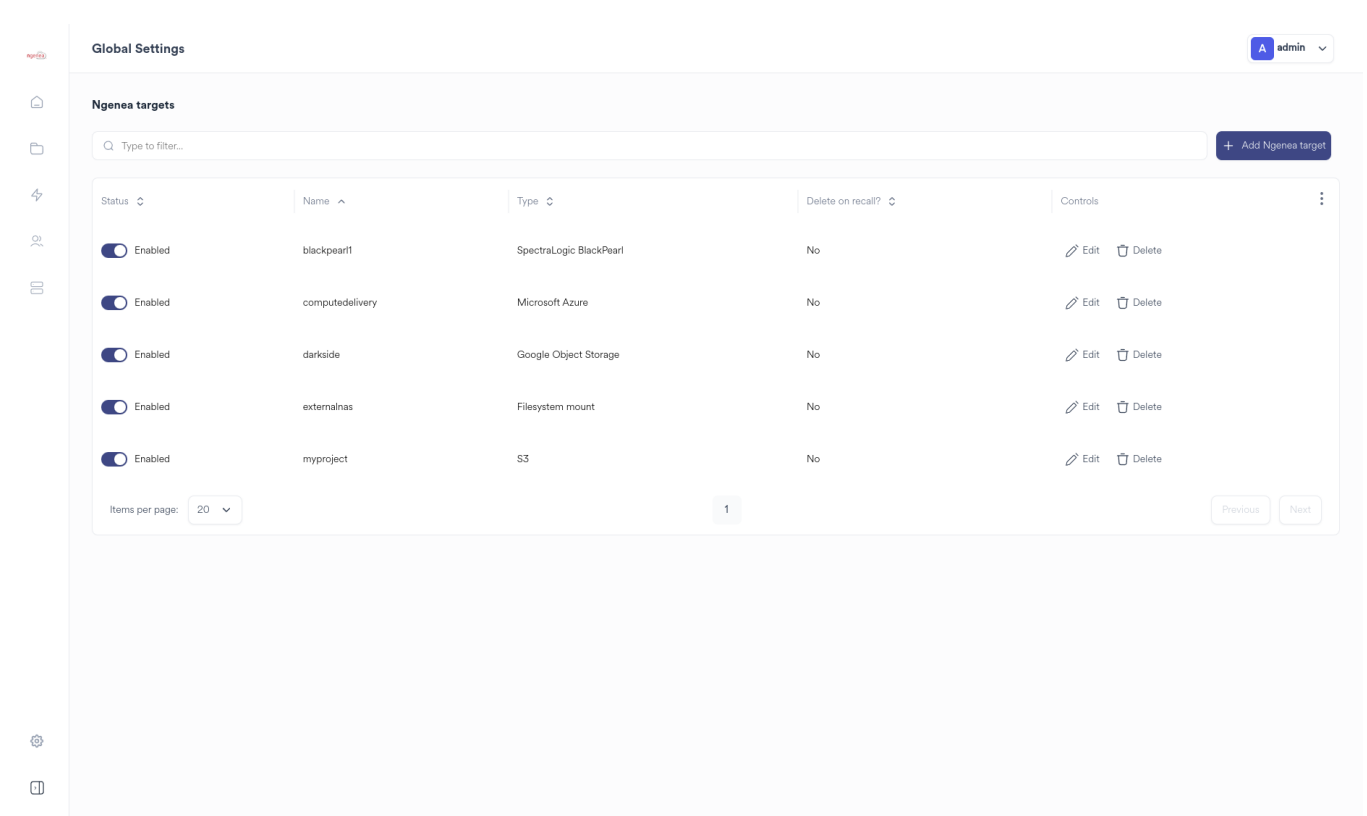 Ngenea
Global Settings
A admin
Ngenea targets
Type to filter...
+ Add Ngenea target
Status Name Type Delete on recall? Controls
Enabled blackpearl1 SpectraLogic BlackPearl No Edit Delete
Enabled computedelivery Microsoft Azure No Edit Delete
Enabled darkside Google Object Storage No Edit Delete
Enabled externalnas Filesystem mount No Edit Delete
Enabled myproject S3 No Edit Delete
Items per page: 20 1 Previous Next